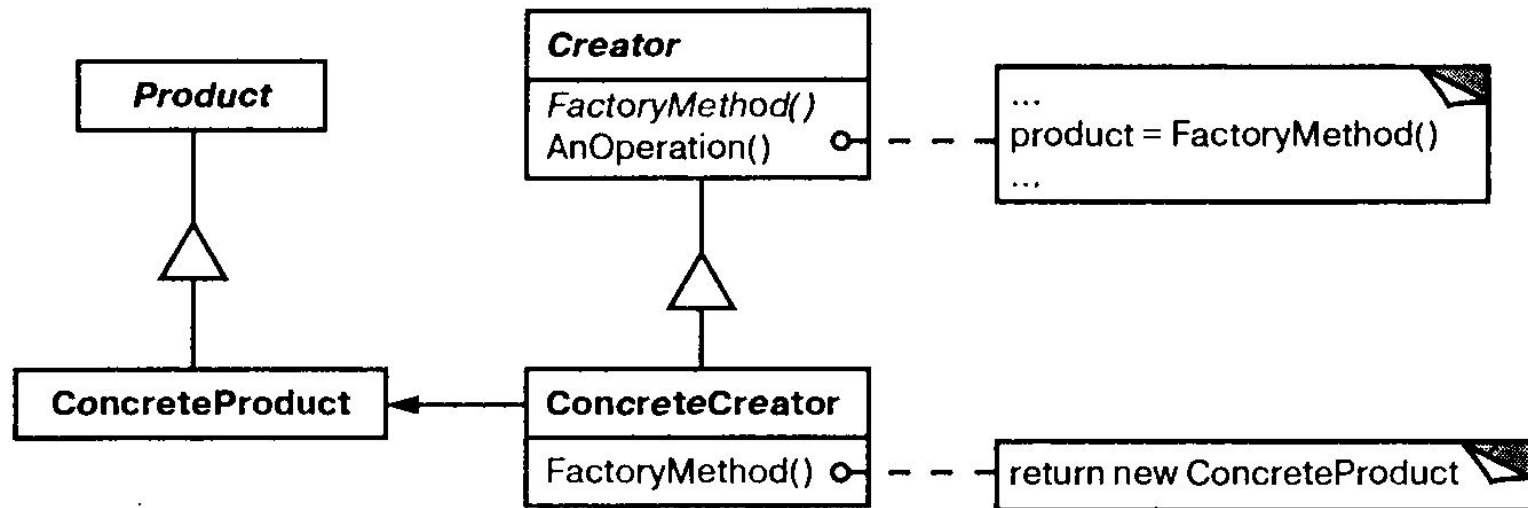 Product
Creator
FactoryMethod()
AnOperation()
...
product = FactoryMethod()
...
ConcreteProduct
ConcreteCreator
FactoryMethod()
return new ConcreteProduct